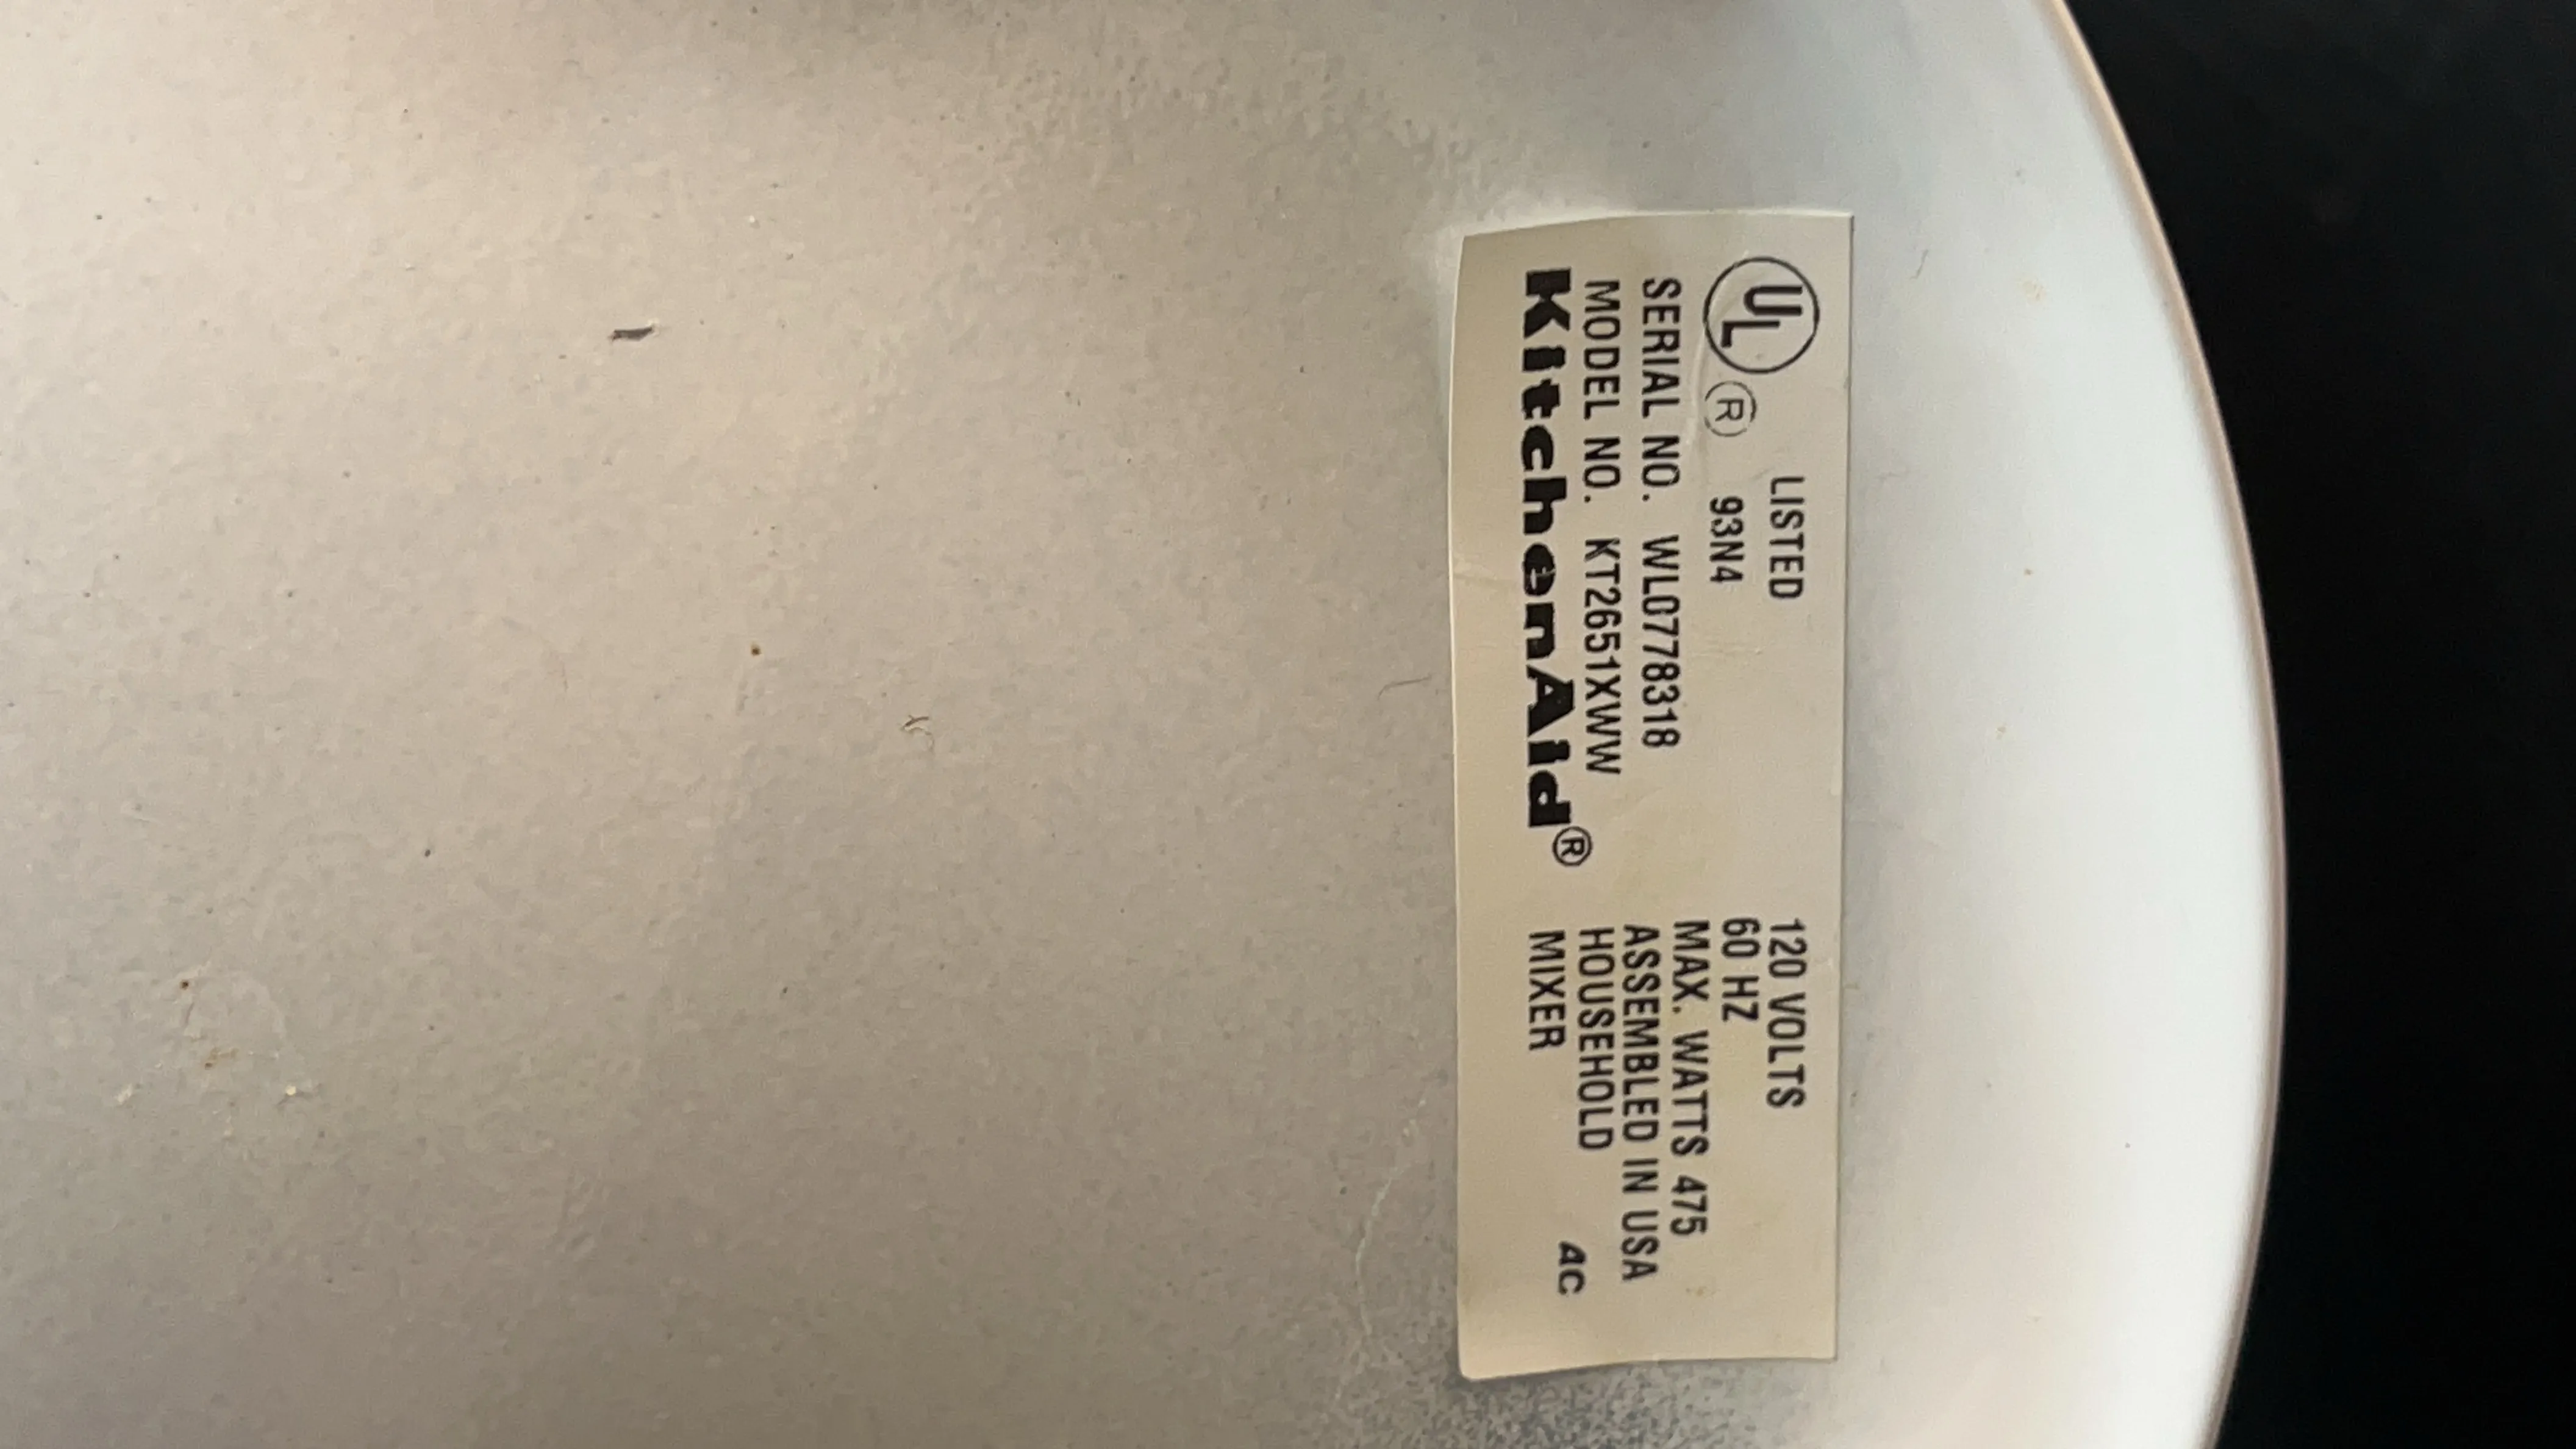 UL ® LISTED
93N4
SERIAL NO. WL0778318
MODEL NO. KT2651XWW
KitchenAid®
120 VOLTS
60 HZ
MAX. WATTS 475
ASSEMBLED IN USA
HOUSEHOLD
MIXER
4C